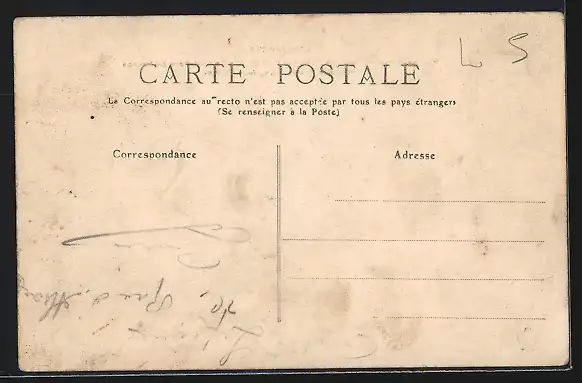 L S
CARTE POSTALE
La Correspondance au recto n'est pas acceptée par tous les pays étrangers
(Se renseigner à la Poste)
Correspondance
Adresse